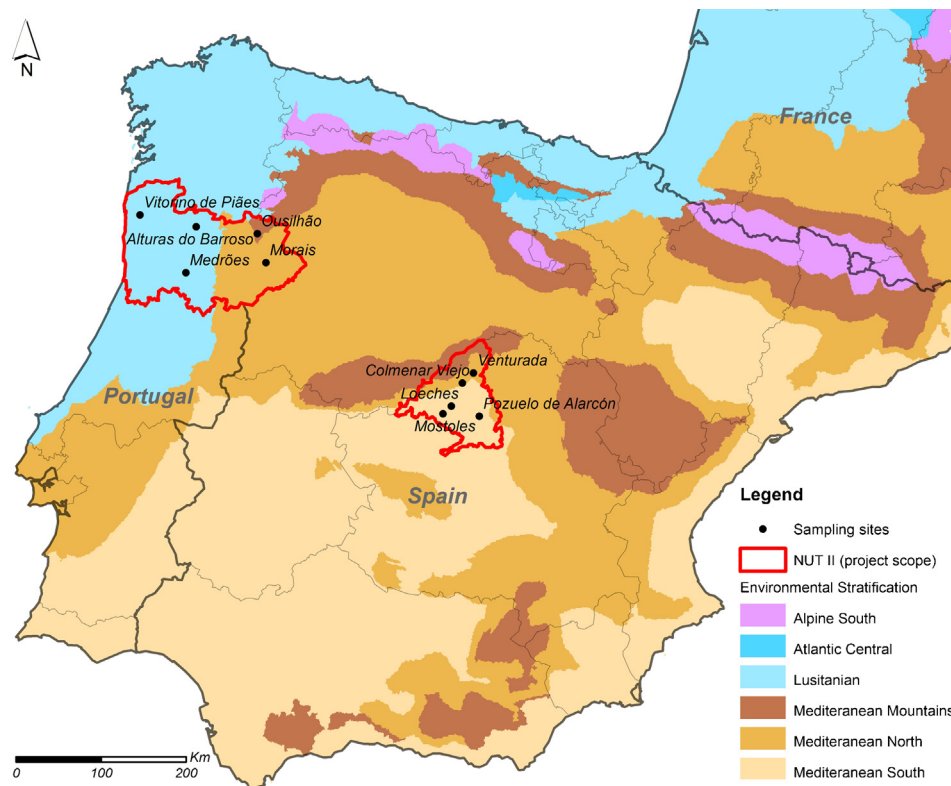 N
France
Vitorino de Piães
Ousilhão
Alturas do Barroso
Morais
Medrões
Venturada
Colmenar Viejo
Portugal
Loeches
Pozuelo de Alarcón
Mostoles
Spain
Legend
Sampling sites
NUT II (project scope)
Environmental Stratification
Alpine South
Atlantic Central
Lusitanian
Mediteranean Mountains
Mediteranean North
Mediteranean South
Km
0 100 200